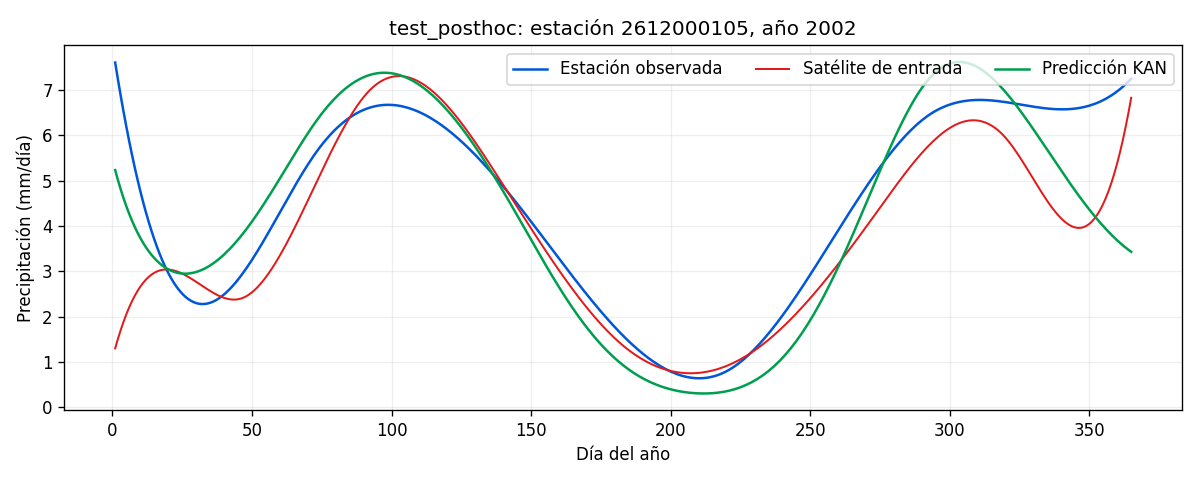 test_posthoc: estación 2612000105, año 2002
Estación observada Satélite de entrada Predicción KAN
Precipitación (mm/día)
7
6
5
4
3
2
1
0
0 50 100 150 200 250 300 350
Día del año